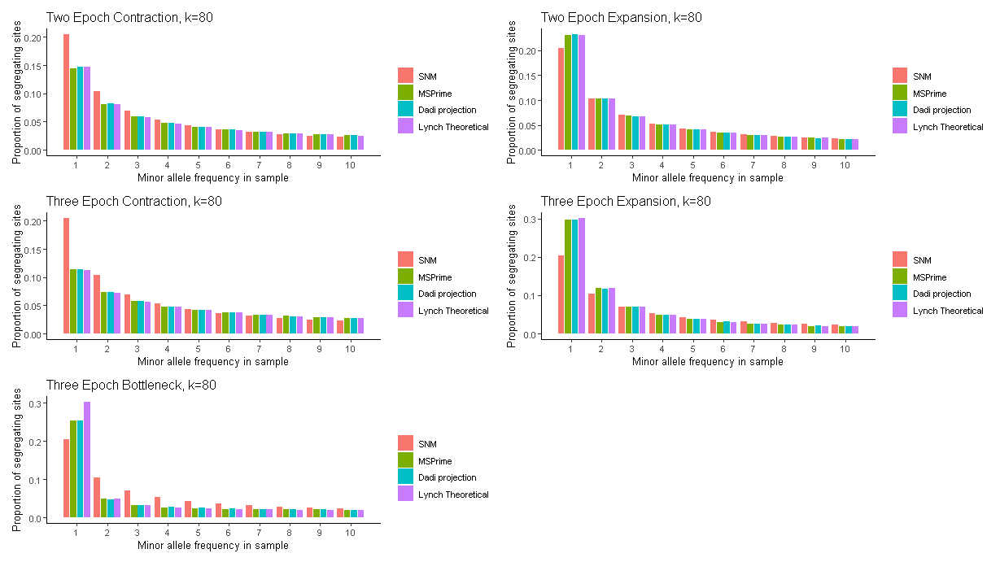 Two Epoch Contraction, k=80
Proportion of segregating sites
0.20
0.15
0.10
0.05
0.00
1 2 3 4 5 6 7 8 9 10
Minor allele frequency in sample
SNM
MSPrime
Dadi projection
Lynch Theoretical
Two Epoch Expansion, k=80
Proportion of segregating sites
0.20
0.15
0.10
0.05
0.00
1 2 3 4 5 6 7 8 9 10
Minor allele frequency in sample
SNM
MSPrime
Dadi projection
Lynch Theoretical
Three Epoch Contraction, k=80
Proportion of segregating sites
0.20
0.15
0.10
0.05
0.00
1 2 3 4 5 6 7 8 9 10
Minor allele frequency in sample
SNM
MSPrime
Dadi projection
Lynch Theoretical
Three Epoch Expansion, k=80
Proportion of segregating sites
0.3
0.2
0.1
0.0
1 2 3 4 5 6 7 8 9 10
Minor allele frequency in sample
SNM
MSPrime
Dadi projection
Lynch Theoretical
Three Epoch Bottleneck, k=80
Proportion of segregating sites
0.3
0.2
0.1
0.0
1 2 3 4 5 6 7 8 9 10
Minor allele frequency in sample
SNM
MSPrime
Dadi projection
Lynch Theoretical